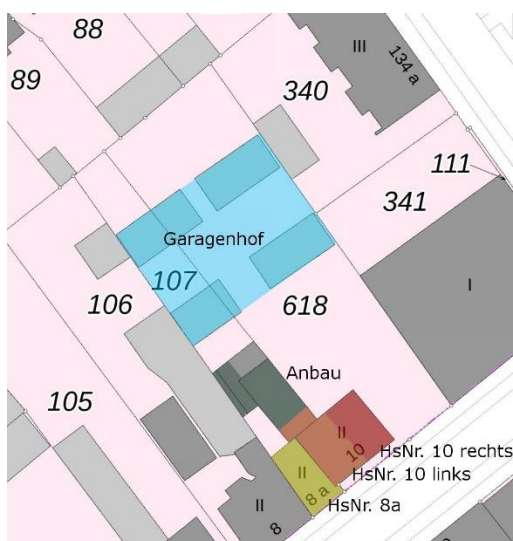 88
III
134 a
89
340
111
341
Garagenhof
107
I
106
618
Anbau
105
II
HsNr. 10 rechts
10
HsNr. 10 links
II
8 a
HsNr. 8a
II
8